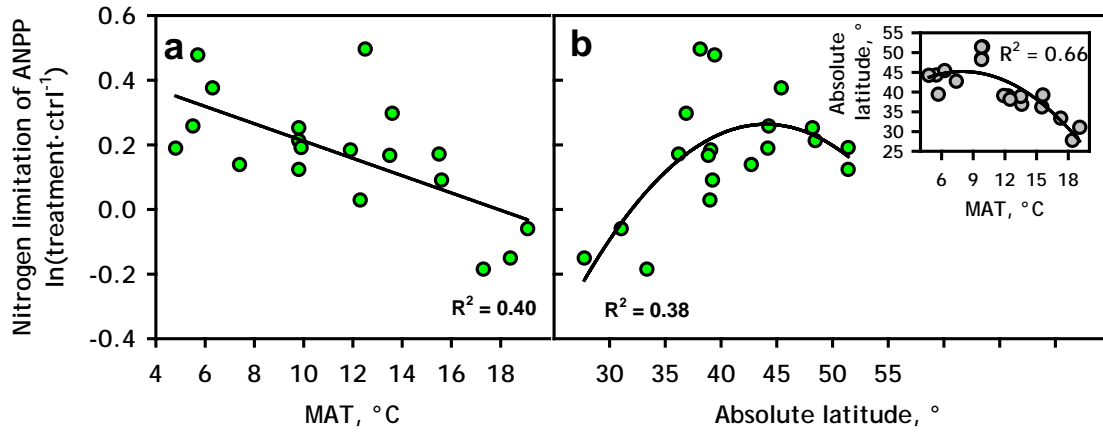 Nitrogen limitation of ANPP
ln(treatment·ctrl⁻¹)
0.6
0.4
0.2
0.0
-0.2
-0.4
a
R² = 0.40
4 6 8 10 12 14 16 18
MAT, °C
b
R² = 0.38
30 35 40 45 50 55
Absolute latitude, °
Absolute
latitude, °
55
50
45
40
35
30
25
R² = 0.66
6 9 12 15 18
MAT, °C